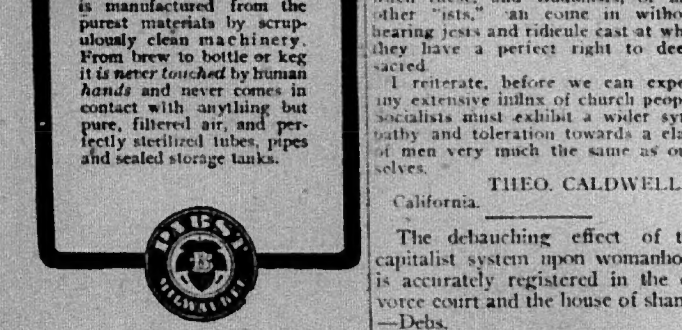 is manufactured from the
purest materials by scrup-
ulously clean machinery.
From brew to bottle or keg
it is never touched by human
hands and never comes in
contact with anything but
pure, filtered air, and per-
fectly sterilized tubes, pipes
and sealed storage tanks.
PABST
B
MILWAUKEE
other "ists," can come in witho
hearing jests and ridicule cast at wh
they have a perfect right to dee
sacred.
I reiterate, before we can expe
any extensive influx of church peop
socialists must exhibit a wider sy
pathy and toleration towards a cla
of men very much the same as ou
selves.
THEO. CALDWELL
California.
The debauching effect of t
capitalist system upon womanhoo
is accurately registered in the
vorce court and the house of sham
—Debs.